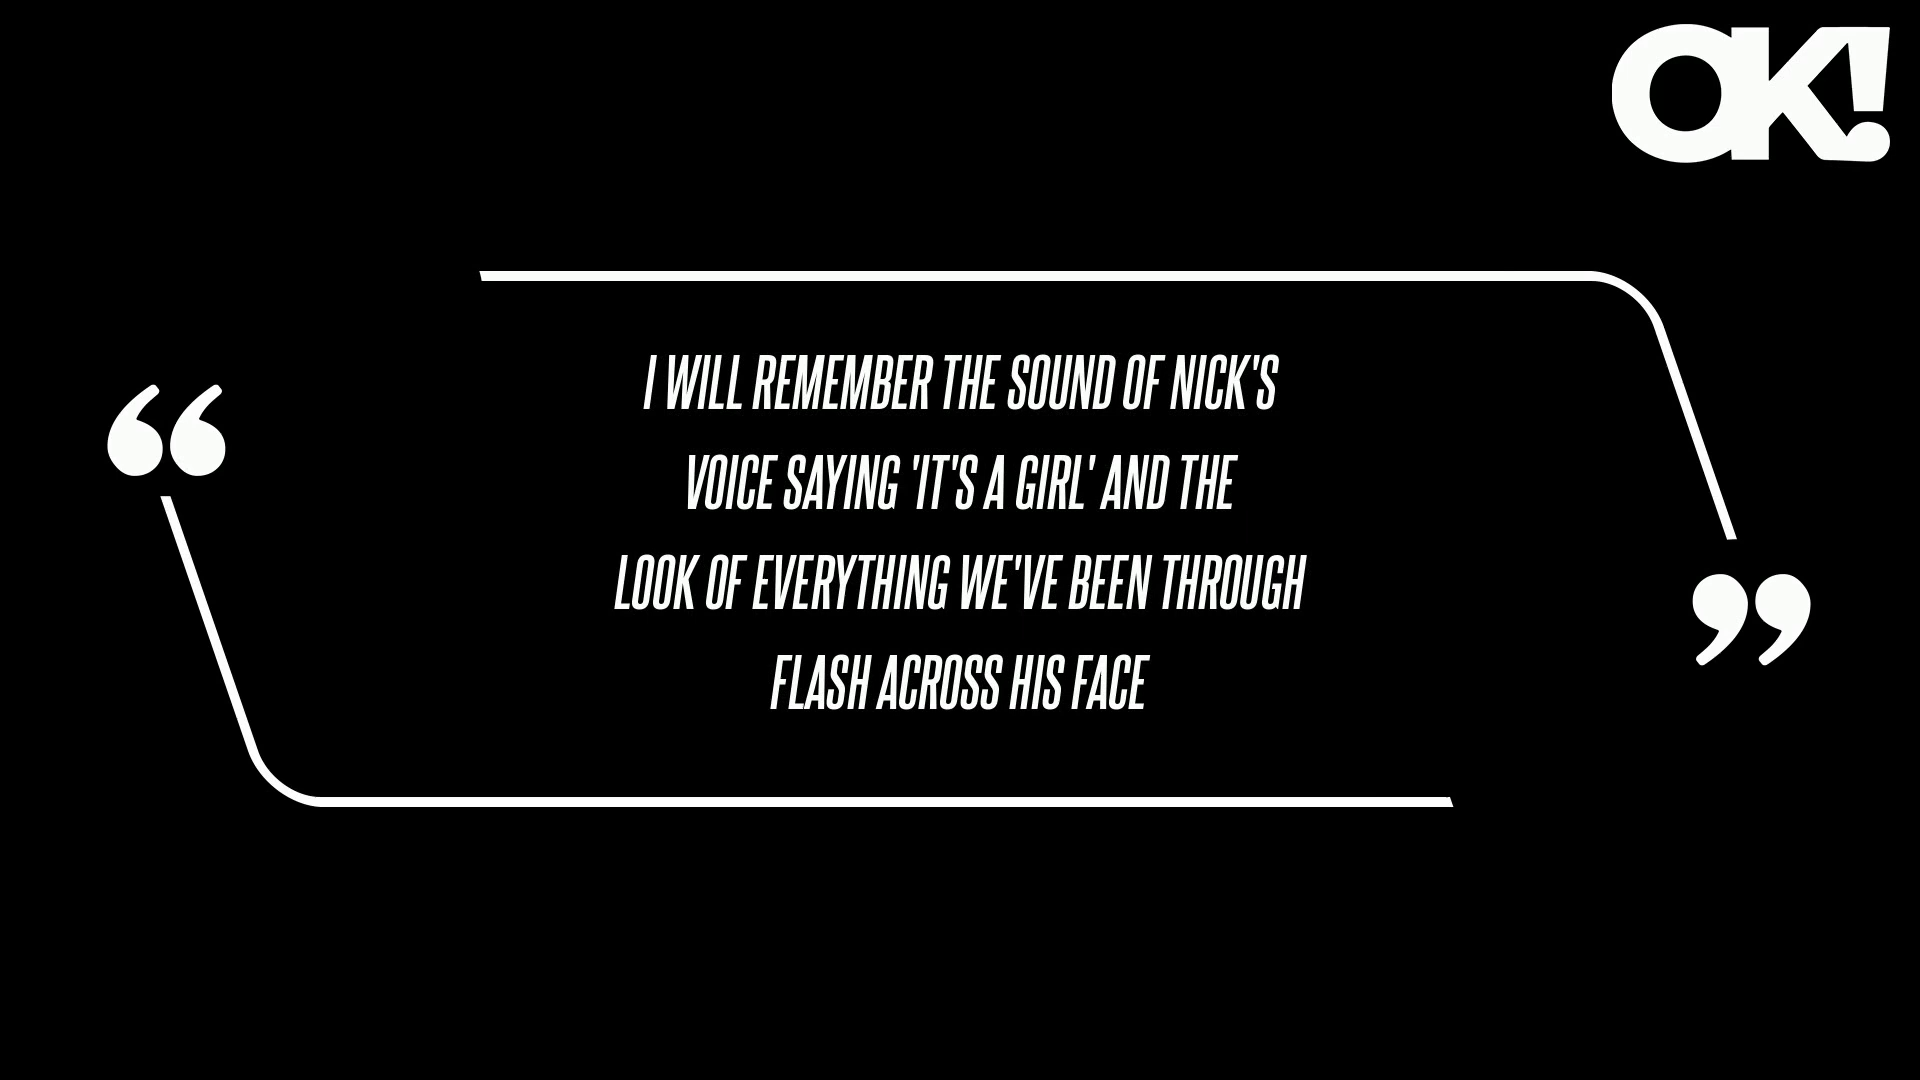 OK!
I WILL REMEMBER THE SOUND OF NICK'S
VOICE SAYING 'IT'S A GIRL' AND THE
LOOK OF EVERYTHING WE'VE BEEN THROUGH
FLASH ACROSS HIS FACE